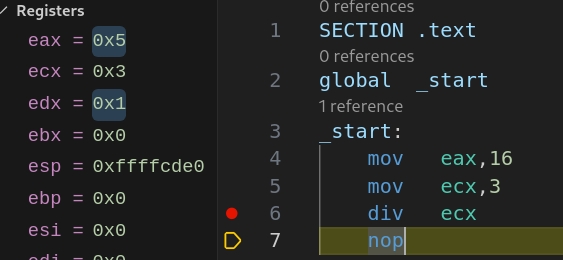 Registers
eax = 0x5
ecx = 0x3
edx = 0x1
ebx = 0x0
esp = 0xffffcde0
ebp = 0x0
esi = 0x0
0 references
1 SECTION .text
0 references
2 global _start
1 reference
3 _start:
4 mov eax,16
5 mov ecx,3
6 div ecx
7 nop